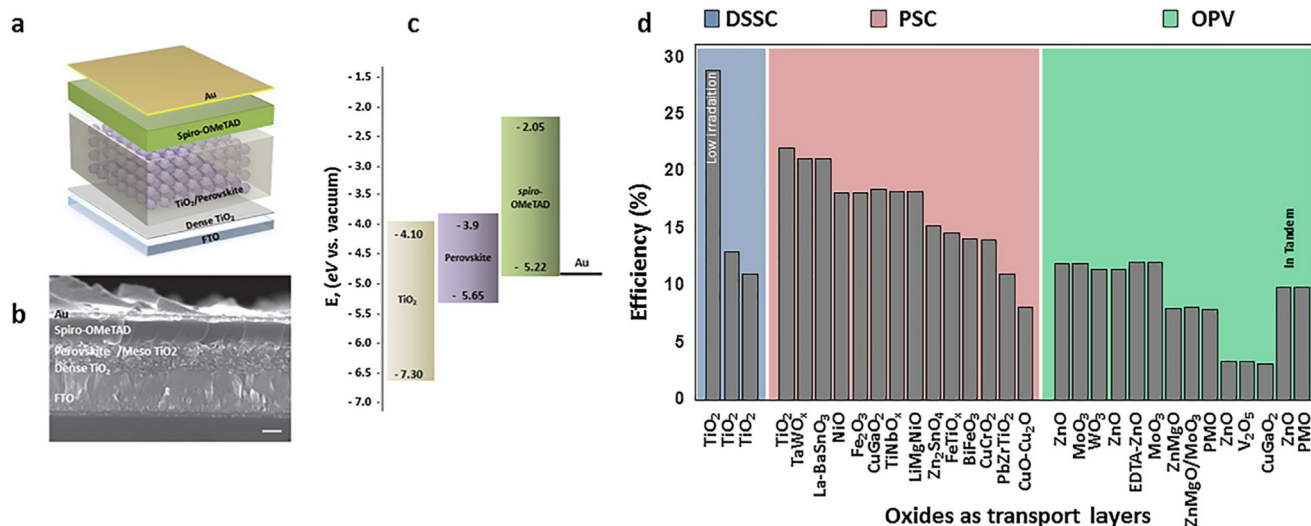 a
Au
Spiro-OMeTAD
TiO₂/Perovskite
Dense TiO₂
FTO
b
Au
Spiro-OMeTAD
Perovskite /Meso TiO2
Dense TiO₂
FTO
c
E, (eV vs. vacuum)
- 1.5
- 2.0
- 2.5
- 3.0
- 3.5
- 4.0
- 4.5
- 5.0
- 5.5
- 6.0
- 6.5
- 7.0
- 4.10
TiO₂
- 7.30
- 3.9
Perovskite
- 5.65
- 2.05
spiro-
OMeTAD
- 5.22
Au
d
DSSC
PSC
OPV
Efficiency (%)
30
25
20
15
10
5
0
Low irradaition
In Tandem
TiO₂
TiO₂
TiO₂
TiO₂
TaWOₓ
La-BaSnO₃
NiO
Fe₂O₃
CuGaO₂
TiNbOₓ
LiMgNiO
Zn₂SnO₄
FeTiOₓ
BiFeO₃
CuCrO₂
PbZrTiO₂
CuO-Cu₂O
ZnO
MoO₃
WO₃
ZnO
EDTA-ZnO
MoO₃
ZnMgO
ZnMgO/MoO₃
PMO
ZnO
V₂O₅
CuGaO₂
ZnO
PMO
Oxides as transport layers